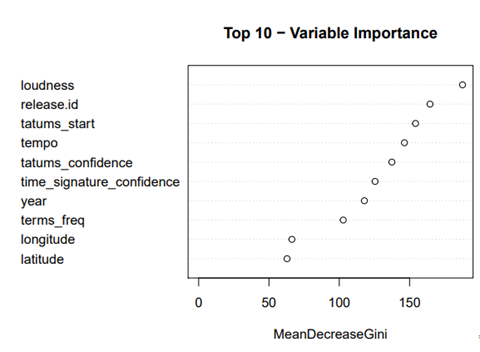 Top 10 − Variable Importance
loudness
release.id
tatums_start
tempo
tatums_confidence
time_signature_confidence
year
terms_freq
longitude
latitude
0 50 100 150
MeanDecreaseGini